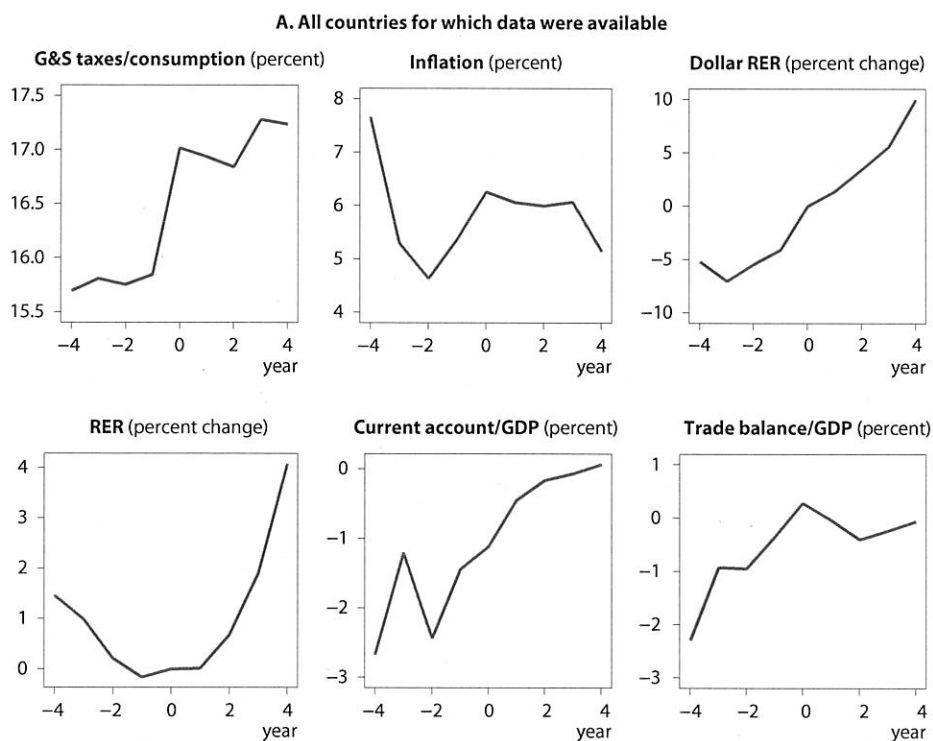 A. All countries for which data were available
G&S taxes/consumption (percent)
17.5
17.0
16.5
16.0
15.5
−4 −2 0 2 4
year
Inflation (percent)
8
7
6
5
4
−4 −2 0 2 4
year
Dollar RER (percent change)
10
5
0
−5
−10
−4 −2 0 2 4
year
RER (percent change)
4
3
2
1
0
−4 −2 0 2 4
year
Current account/GDP (percent)
0
−1
−2
−3
−4 −2 0 2 4
year
Trade balance/GDP (percent)
1
0
−1
−2
−3
−4 −2 0 2 4
year